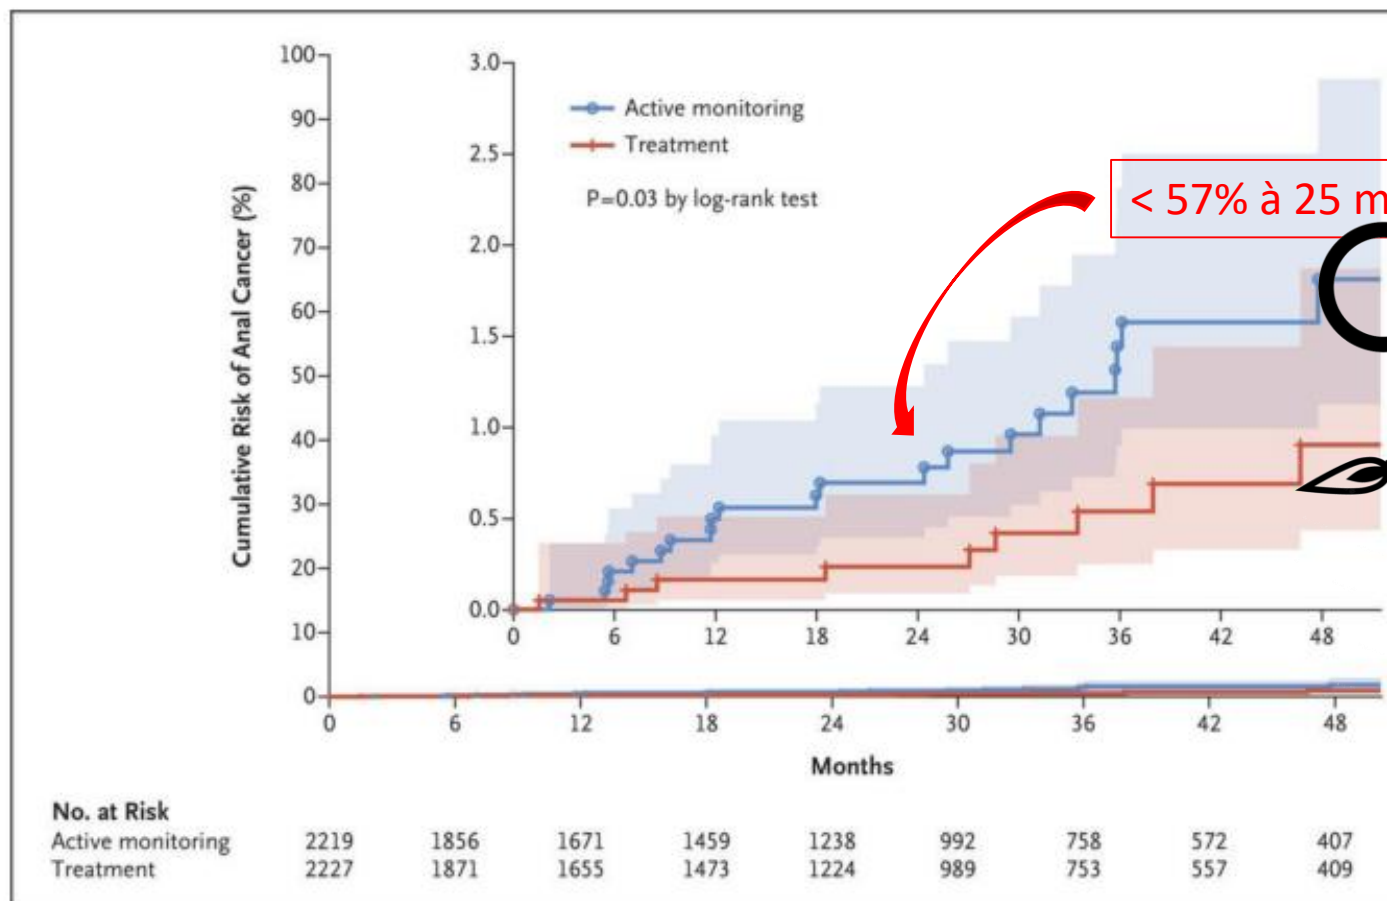 100
90
80
70
60
50
40
30
20
10
0
Cumulative Risk of Anal Cancer (%)
3.0
2.5
2.0
1.5
1.0
0.5
0.0
Active monitoring
Treatment
P=0.03 by log-rank test
< 57% à 25 m
0 6 12 18 24 30 36 42 48
0 6 12 18 24 30 36 42 48
Months
No. at Risk
Active monitoring 2219 1856 1671 1459 1238 992 758 572 407
Treatment 2227 1871 1655 1473 1224 989 753 557 409